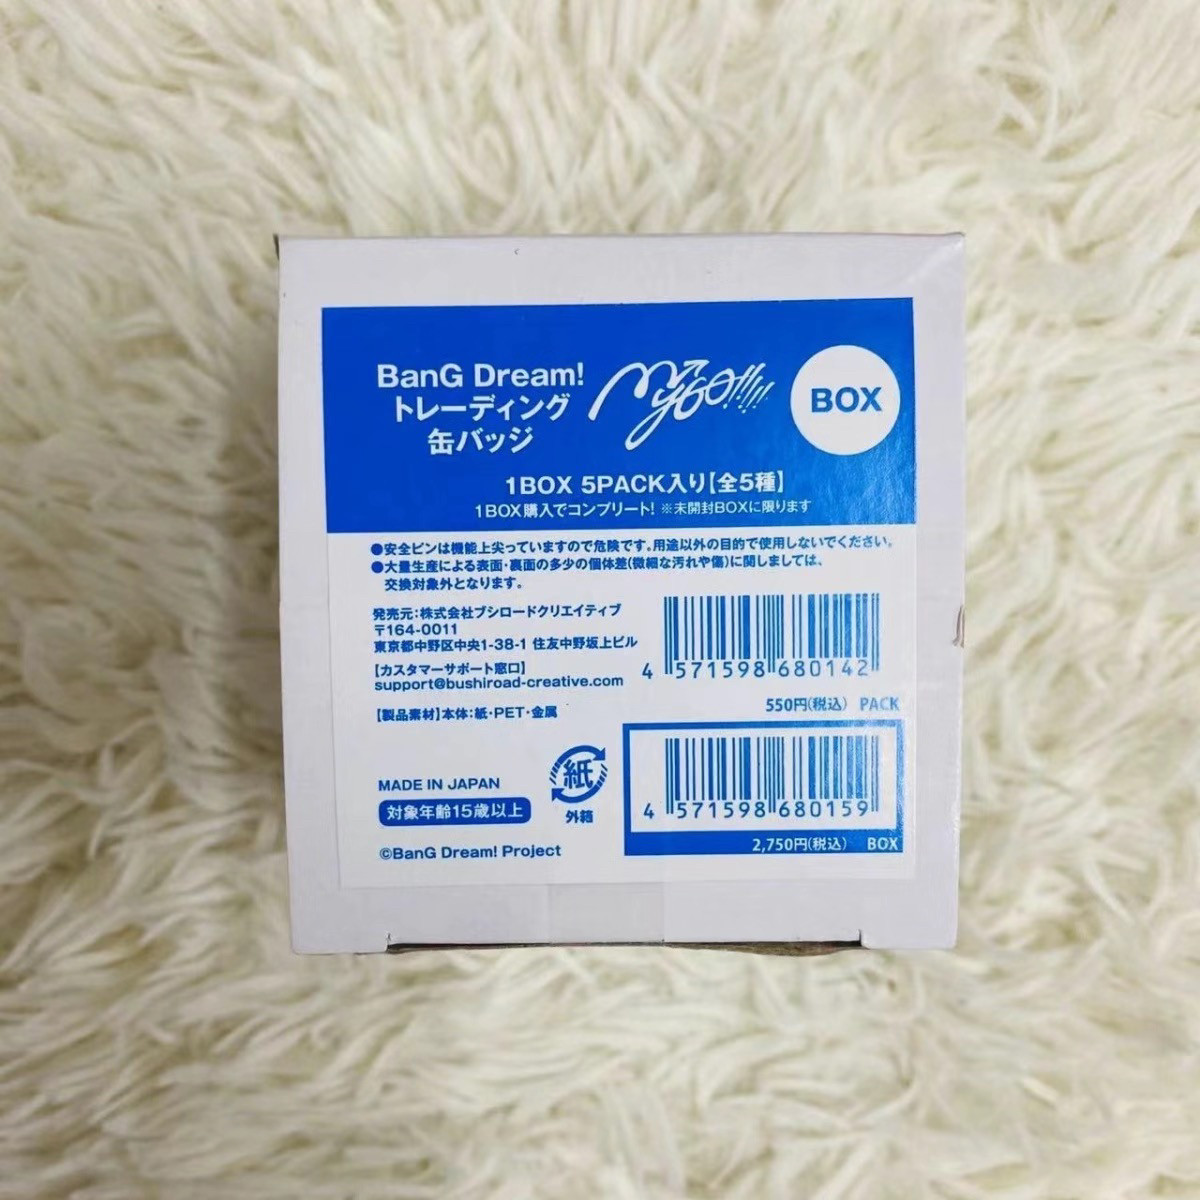 BanG Dream!
トレーディング
缶バッジ
MyGO!!!!!
BOX
1BOX 5PACK入り【全5種】
1BOX購入でコンプリート! ※未開封BOXに限ります
●安全ピンは機能上尖っていますので危険です。用途以外の目的で使用しないでください。
●大量生産による表面・裏面の多少の個体差(微細な汚れや傷)に関しましては、
交換対象外となります。
発売元:株式会社ブシロードクリエイティブ
〒164-0011
東京都中野区中央1-38-1 住友中野坂上ビル
【カスタマーサポート窓口】
support@bushiroad-creative.com
【製品素材】本体:紙・PET・金属
MADE IN JAPAN
対象年齢15歳以上
©BanG Dream! Project
紙
外箱
4 571598 680142
550円(税込) PACK
4 571598 680159
2,750円(税込) BOX